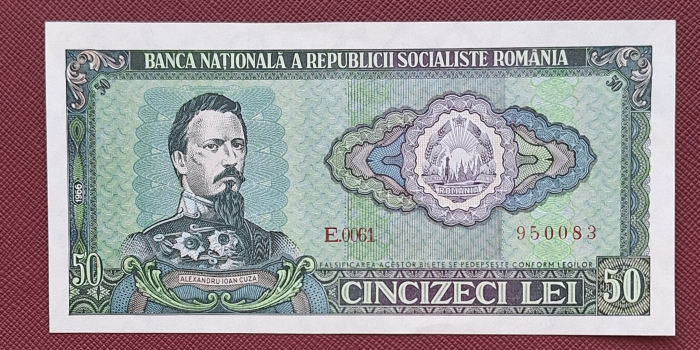 BANCA NAȚIONALĂ A REPUBLICII SOCIALISTE ROMÂNIA
50
50
1966
ROMANIA
E.0061
950083
FALSIFICAREA ACESTOR BILETE SE PEDEPSEȘTE CONFORM LEGILOR
50
ALEXANDRU IOAN CUZA
CINCIZECI LEI
50